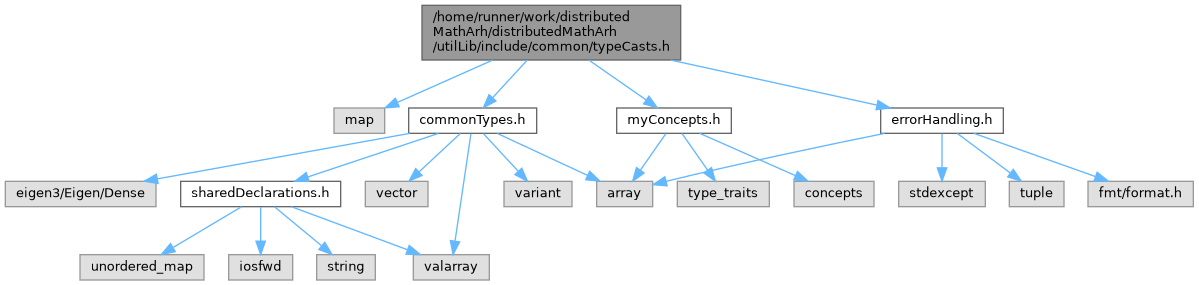 /home/runner/work/distributed
MathArh/distributedMathArh
/utilLib/include/common/typeCasts.h
map
commonTypes.h
myConcepts.h
errorHandling.h
eigen3/Eigen/Dense
sharedDeclarations.h
vector
variant
array
type_traits
concepts
stdexcept
tuple
fmt/format.h
unordered_map
iosfwd
string
valarray